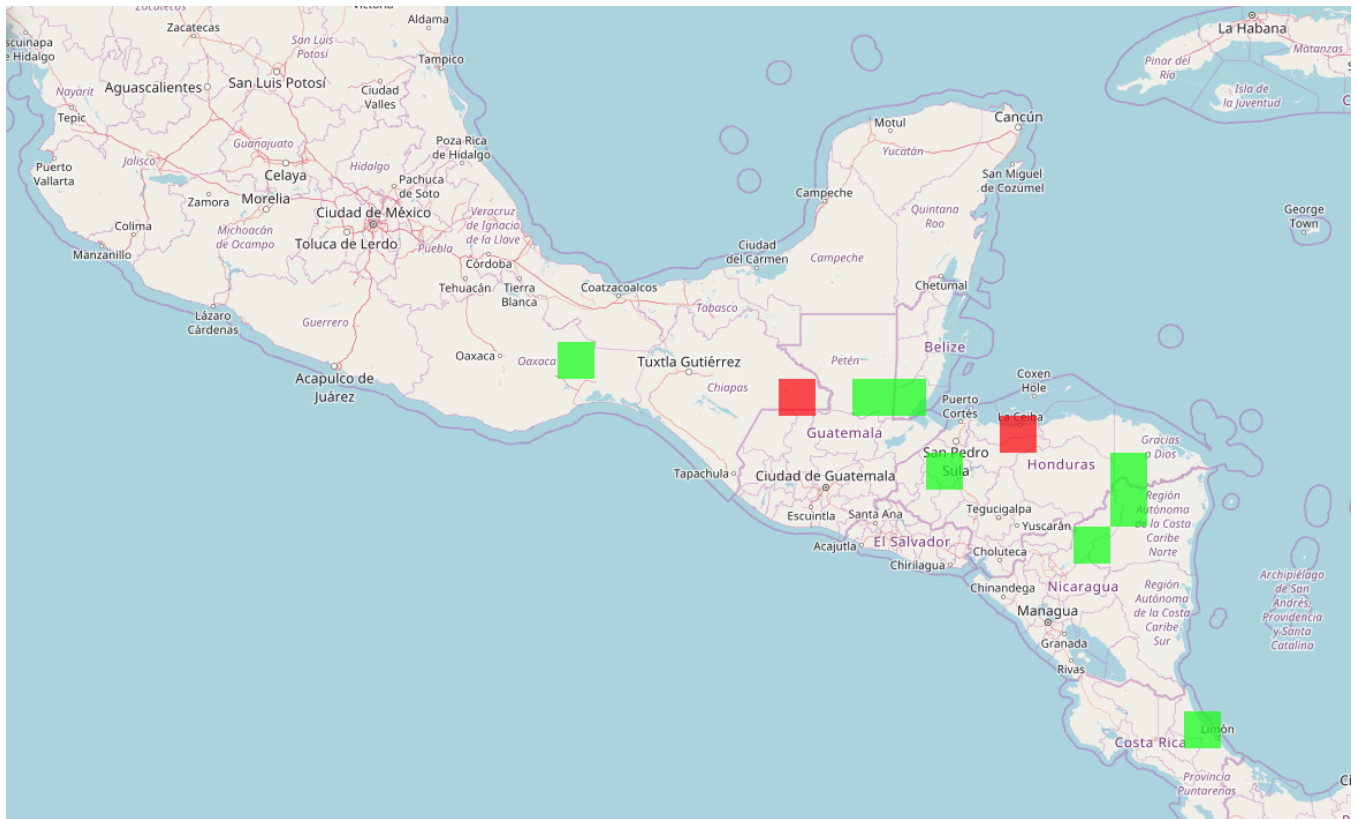 Zacatecas
Victoria
Aldama
Zacatecas
San Luis
Potosí
Tampico
La Habana
Matanzas
Pinar del
Río
Isla de
la Juventud
de Hidalgo
Aguascalientes
San Luis Potosí
Ciudad
Valles
Nayarit
Tepic
Motul
Cancún
Yucatán
Guanajuato
Poza Rica
de Hidalgo
Jalisco
Hidalgo
Puerto
Vallarta
Celaya
San Miguel
de Cozumel
Pachuca
de Soto
Zamora
Morelia
Campeche
Ciudad de México
Veracruz
de Ignacio
de la Llave
Quintana
Roo
George
Town
Colima
Michoacán
de Ocampo
Toluca de Lerdo
Puebla
Manzanillo
Ciudad
del Carmen
Campeche
Córdoba
Tehuacán
Tierra
Blanca
Coatzacoalcos
Chetumal
Lázaro
Cárdenas
Guerrero
Tabasco
Belize
Oaxaca
Oaxaca
Tuxtla Gutiérrez
Petén
Acapulco de
Juárez
Chiapas
Coxen
Hole
Puerto
Cortés
La Ceiba
Guatemala
Gracias
a Dios
San Pedro
Sula
Honduras
Tapachula
Ciudad de Guatemala
Región
Autónoma
de la Costa
Caribe
Norte
Escuintla
Santa Ana
Tegucigalpa
Yuscarán
Acajutla
El Salvador
Choluteca
Chirilagua
Chinandega
Nicaragua
Región
Autónoma
de la Costa
Caribe
Sur
Archipiélago
de San
Andrés,
Providencia
y Santa
Catalina
Managua
Granada
Rivas
Limón
Costa Rica
Provincia
Puntarenas